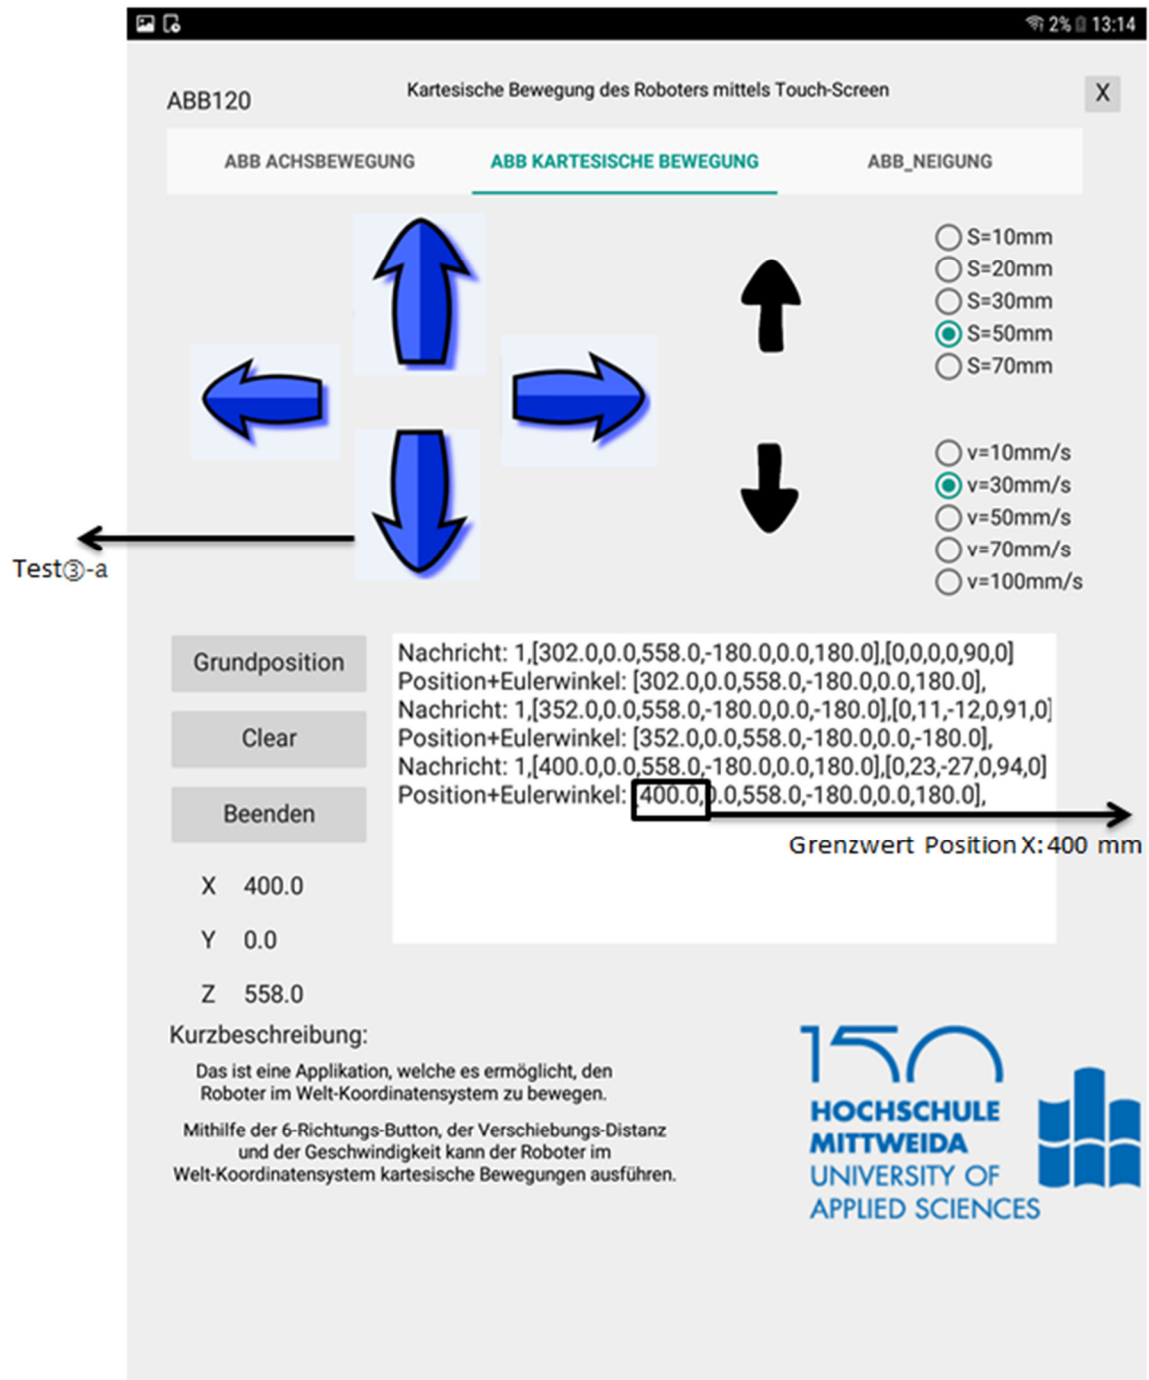 2% 13:14
ABB120
Kartesische Bewegung des Roboters mittels Touch-Screen
X
ABB ACHSBEWEGUNG
ABB KARTESISCHE BEWEGUNG
ABB_NEIGUNG
S=10mm
S=20mm
S=30mm
S=50mm
S=70mm
v=10mm/s
v=30mm/s
v=50mm/s
v=70mm/s
v=100mm/s
Test③-a
Grundposition
Clear
Beenden
Nachricht: 1,[302.0,0.0,558.0,-180.0,0.0,180.0],[0,0,0,0,90,0]
Position+Eulerwinkel: [302.0,0.0,558.0,-180.0,0.0,180.0],
Nachricht: 1,[352.0,0.0,558.0,-180.0,0.0,-180.0],[0,11,-12,0,91,0]
Position+Eulerwinkel: [352.0,0.0,558.0,-180.0,0.0,-180.0],
Nachricht: 1,[400.0,0.0,558.0,-180.0,0.0,180.0],[0,23,-27,0,94,0]
Position+Eulerwinkel: [400.0,0.0,558.0,-180.0,0.0,180.0],
Grenzwert Position X: 400 mm
X 400.0
Y 0.0
Z 558.0
Kurzbeschreibung:
Das ist eine Applikation, welche es ermöglicht, den
Roboter im Welt-Koordinatensystem zu bewegen.
Mithilfe der 6-Richtungs-Button, der Verschiebungs-Distanz
und der Geschwindigkeit kann der Roboter im
Welt-Koordinatensystem kartesische Bewegungen ausführen.
150
HOCHSCHULE
MITTWEIDA
UNIVERSITY OF
APPLIED SCIENCES